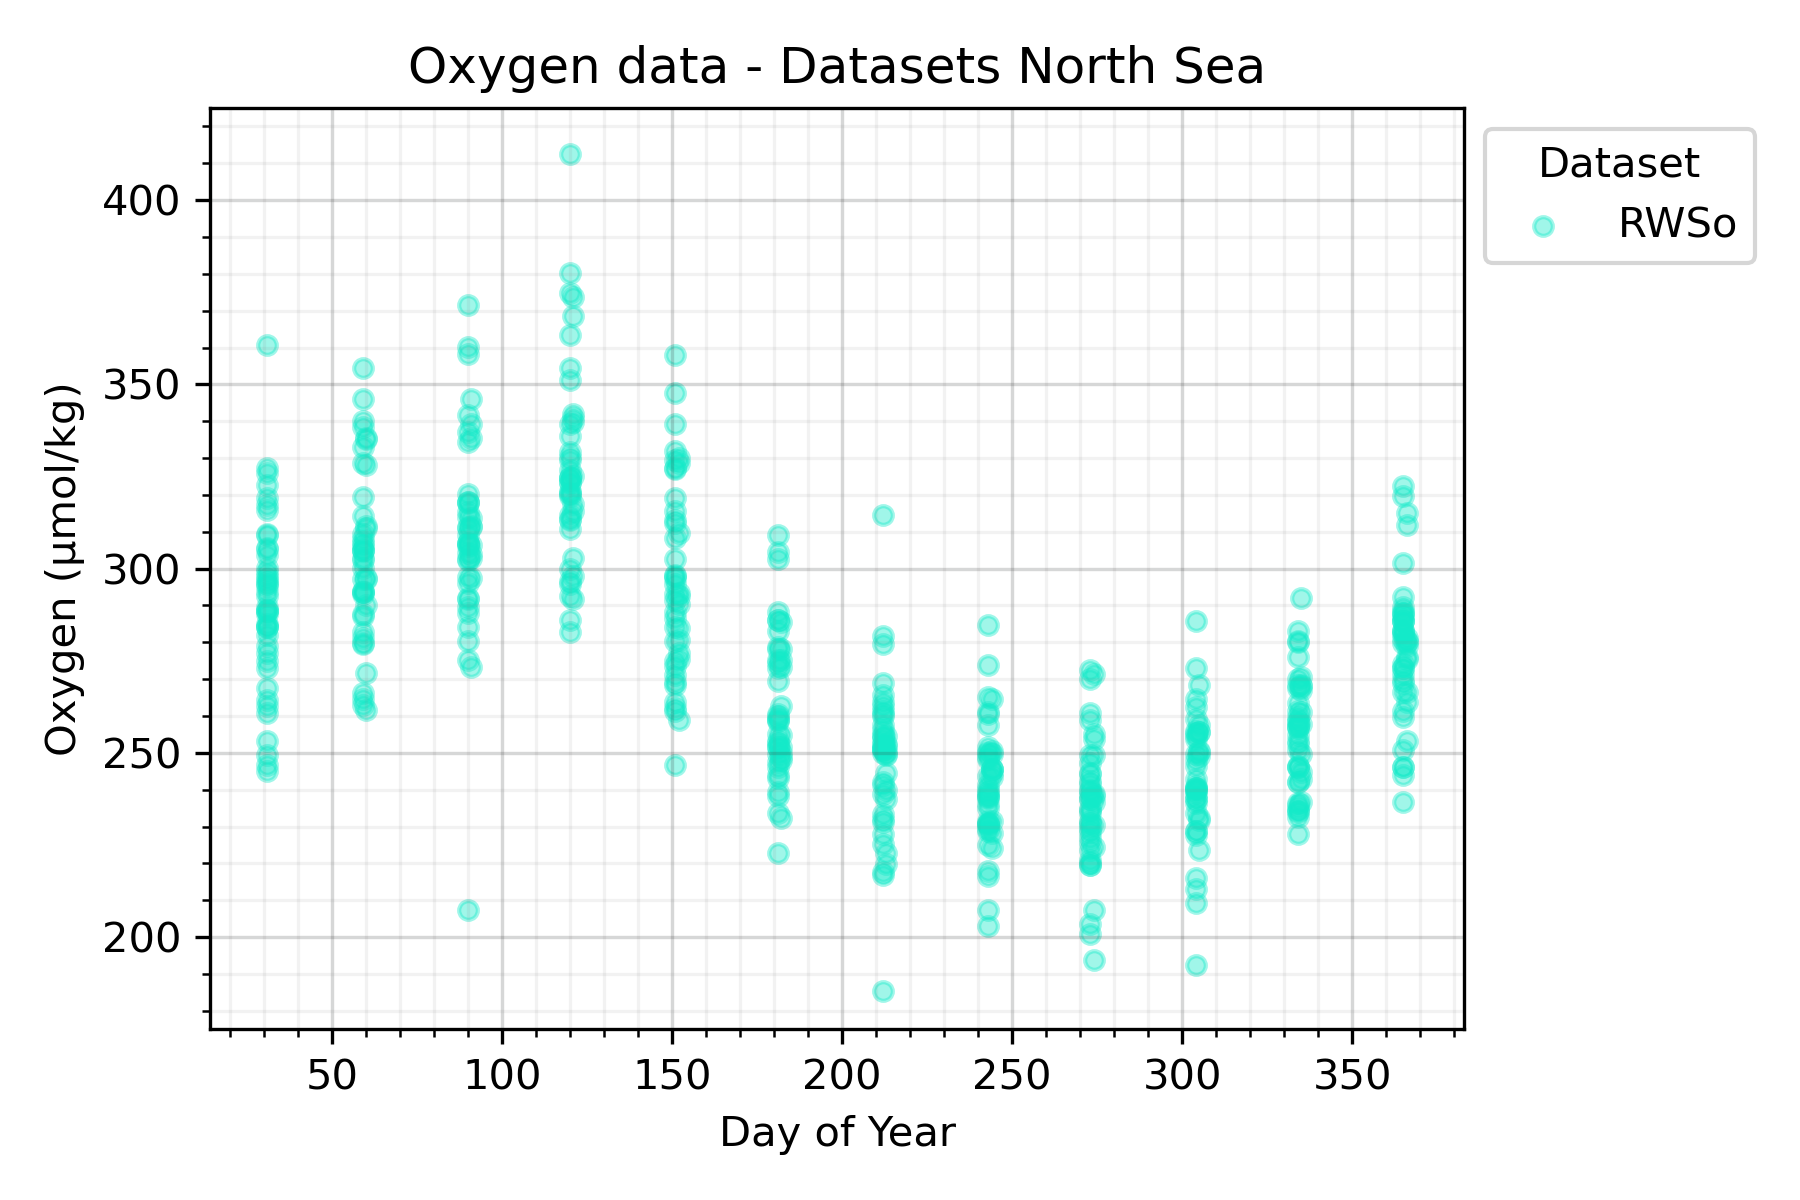 Oxygen data - Datasets North Sea
Dataset
RWSo
400
350
300
250
200
Oxygen (μmol/kg)
50 100 150 200 250 300 350
Day of Year